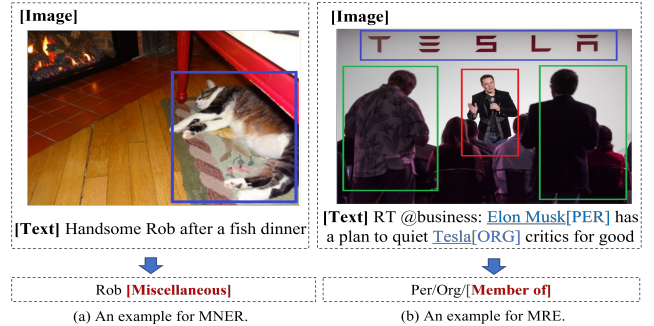 [Image]
[Text] Handsome Rob after a fish dinner
Rob [Miscellaneous]
(a) An example for MNER.
[Image]
TESLA
[Text] RT @business: Elon Musk[PER] has
a plan to quiet Tesla[ORG] critics for good
Per/Org/[Member of]
(b) An example for MRE.